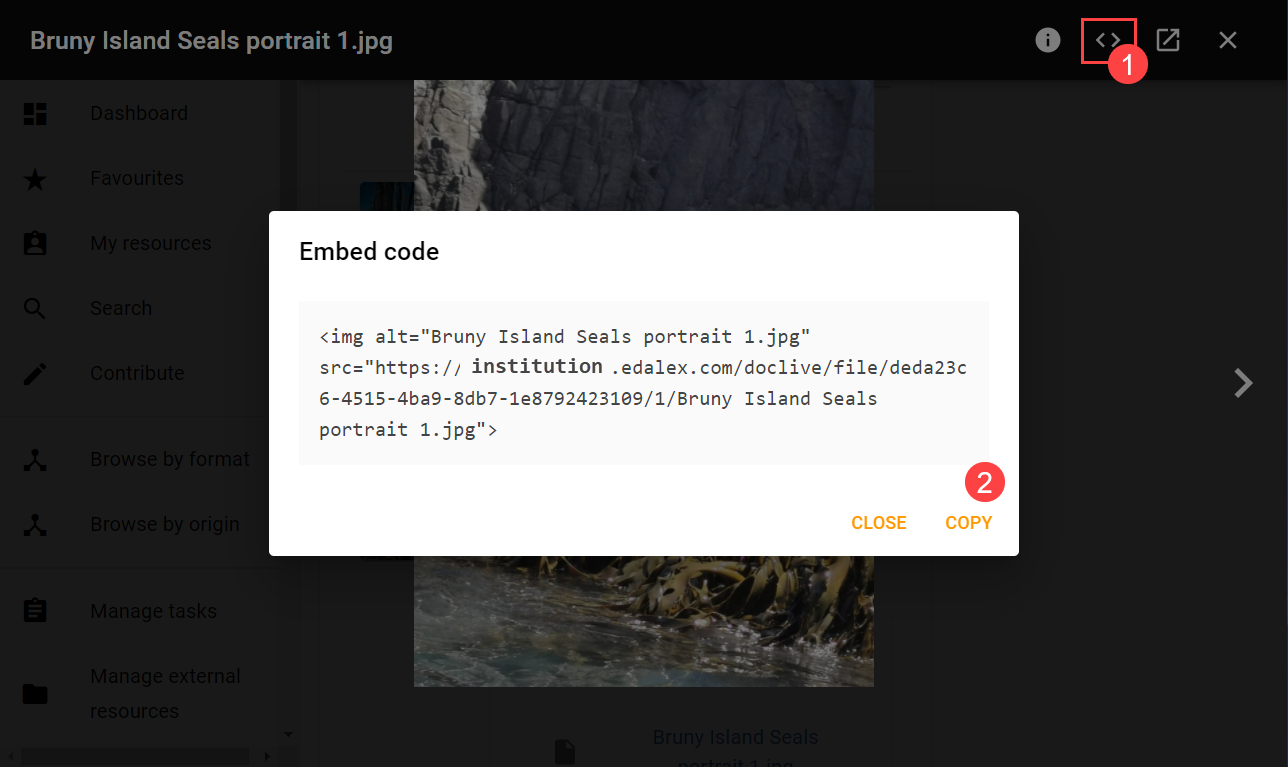 Bruny Island Seals portrait 1.jpg
1
Dashboard
Favourites
My resources
Search
Contribute
Browse by format
Browse by origin
Manage tasks
Manage external
resources
Embed code
<img alt="Bruny Island Seals portrait 1.jpg"
src="https:// institution .edalex.com/doclive/file/deda23c
6-4515-4ba9-8db7-1e8792423109/1/Bruny Island Seals
portrait 1.jpg">
2
CLOSE COPY
Bruny Island Seals
portrait 1.jpg